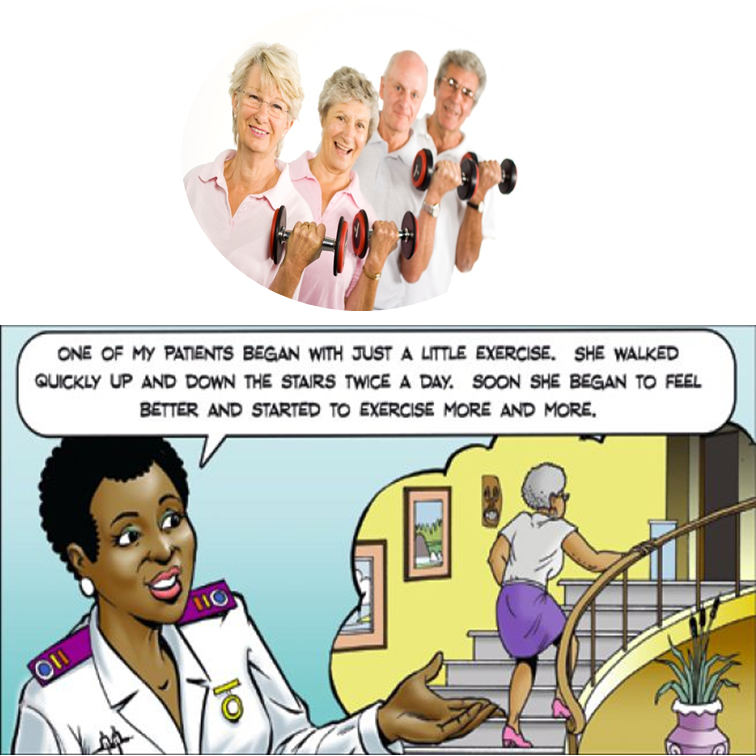 ONE OF MY PATIENTS BEGAN WITH JUST A LITTLE EXERCISE. SHE WALKED
QUICKLY UP AND DOWN THE STAIRS TWICE A DAY. SOON SHE BEGAN TO FEEL
BETTER AND STARTED TO EXERCISE MORE AND MORE.